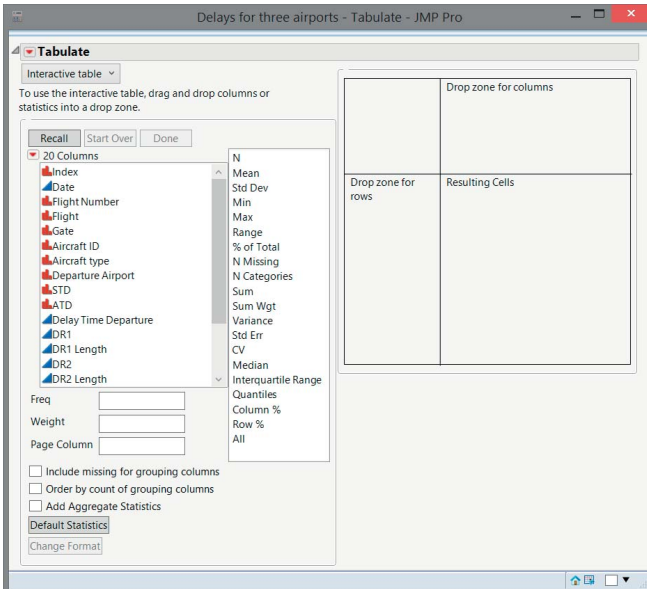 Delays for three airports - Tabulate - JMP Pro
Tabulate
Interactive table
To use the interactive table, drag and drop columns or
statistics into a drop zone.
Recall
Start Over
Done
20 Columns
Index
Date
Flight Number
Flight
Gate
Aircraft ID
Aircraft type
Departure Airport
STD
ATD
Delay Time Departure
DR1
DR1 Length
DR2
DR2 Length
N
Mean
Std Dev
Min
Max
Range
% of Total
N Missing
N Categories
Sum
Sum Wgt
Variance
Std Err
CV
Median
Interquartile Range
Quantiles
Column %
Row %
All
Freq
Weight
Page Column
Include missing for grouping columns
Order by count of grouping columns
Add Aggregate Statistics
Default Statistics
Change Format
Drop zone for columns
Drop zone for
rows
Resulting Cells